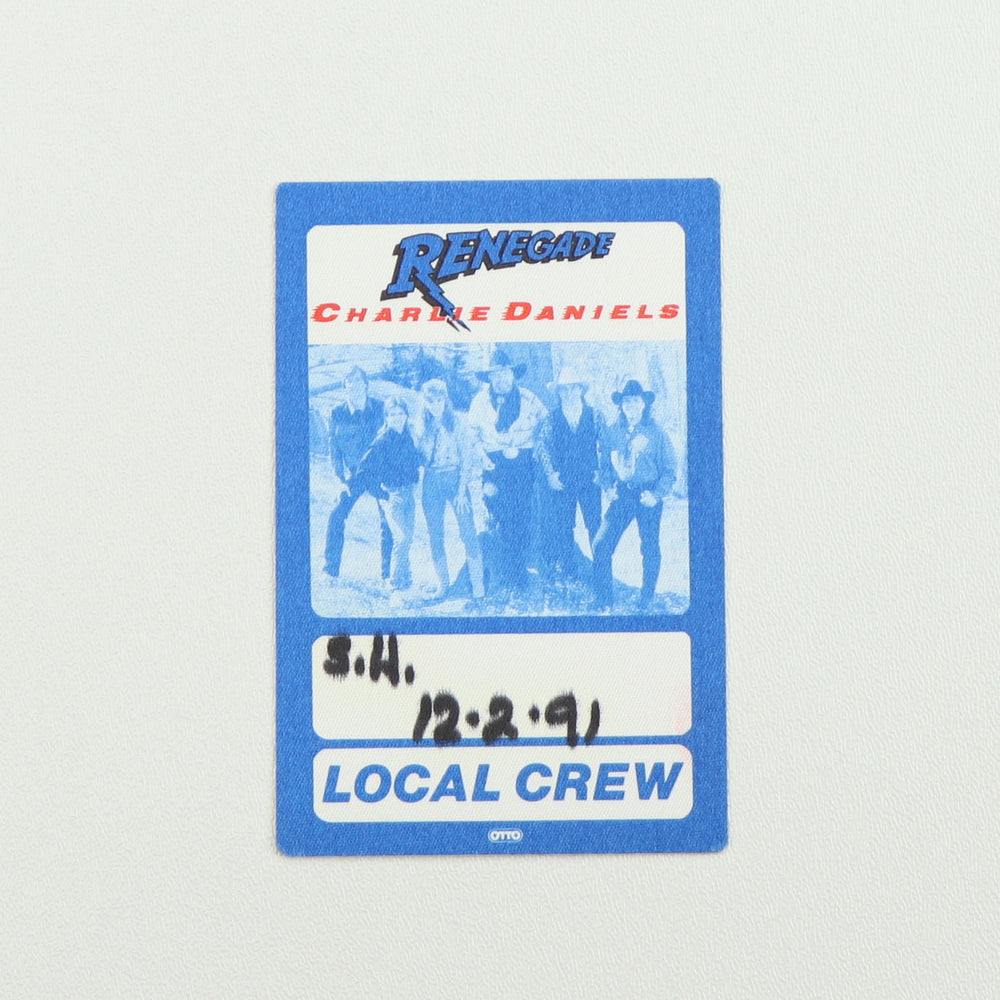 RENEGADE
CHARLIE DANIELS
S.H.
12.2.91
LOCAL CREW
OTTO